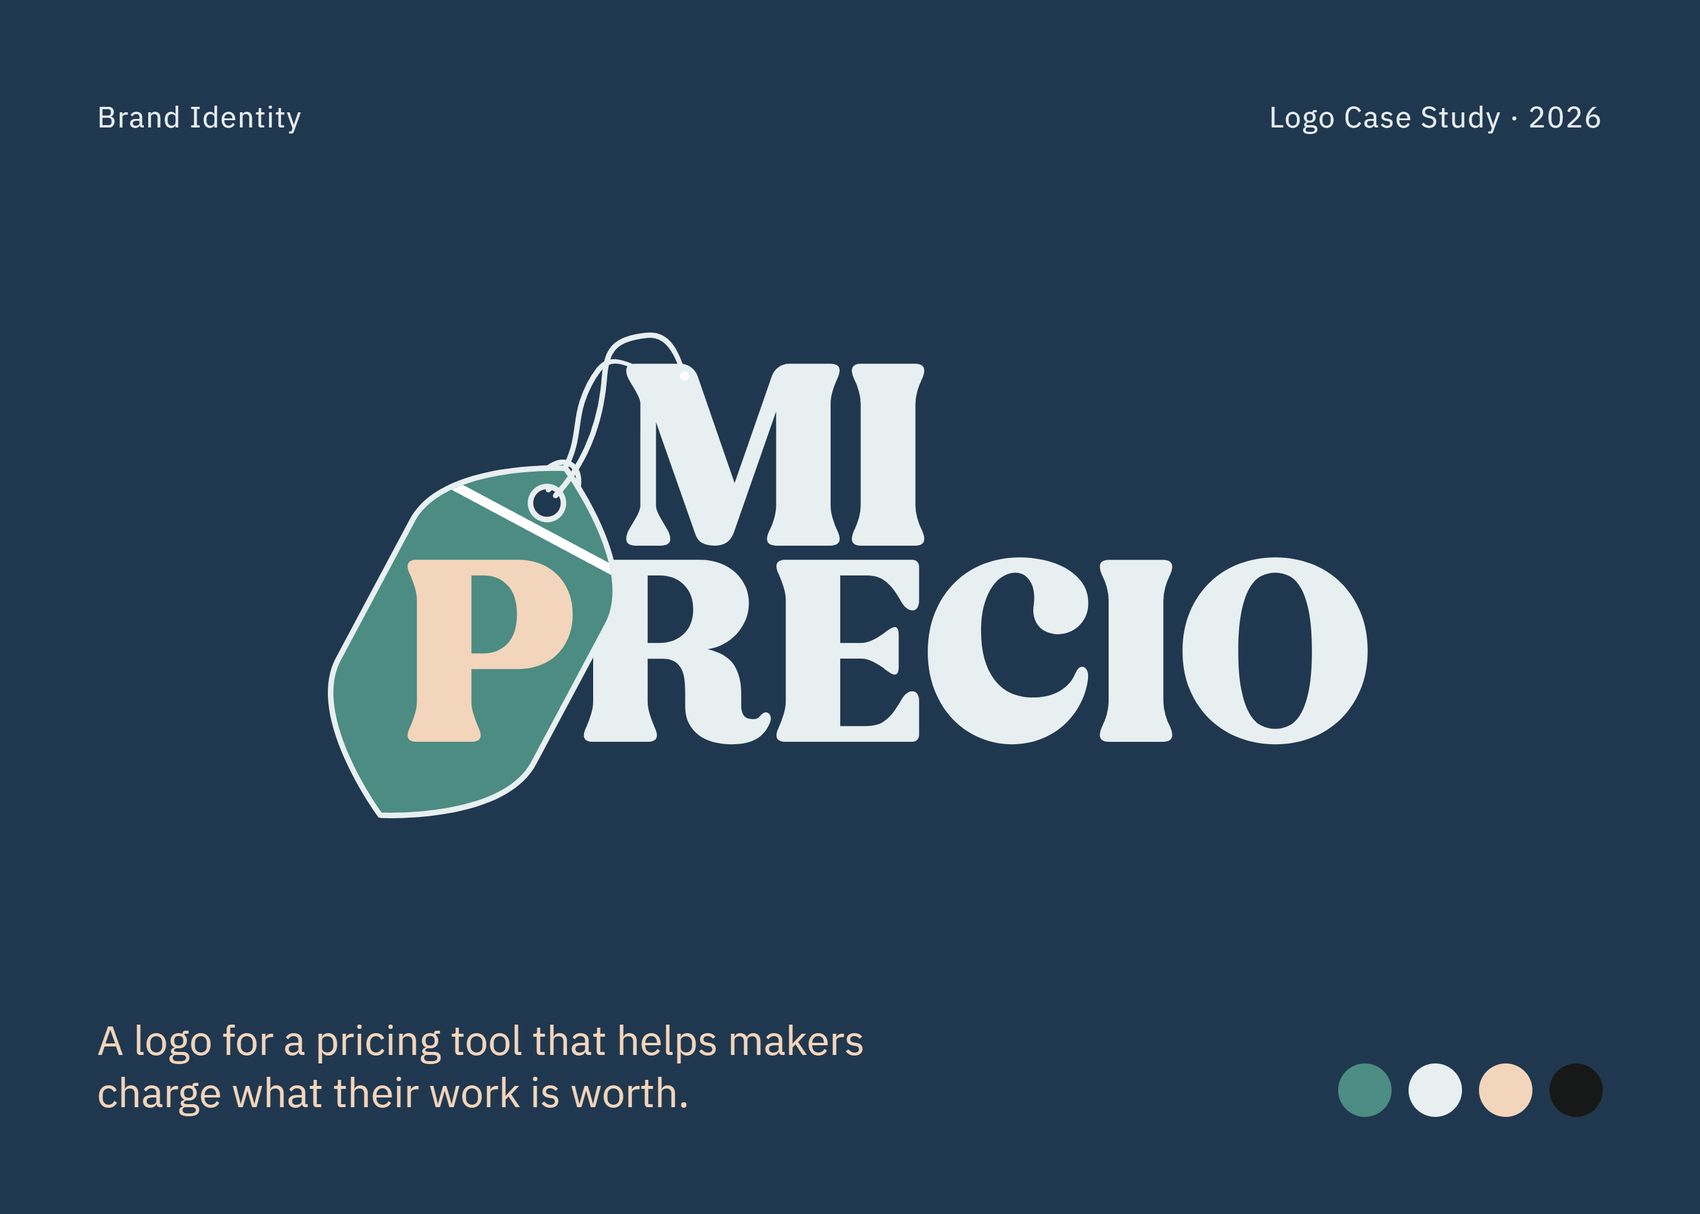 Brand Identity
Logo Case Study · 2026
MI
PRECIO
A logo for a pricing tool that helps makers
charge what their work is worth.